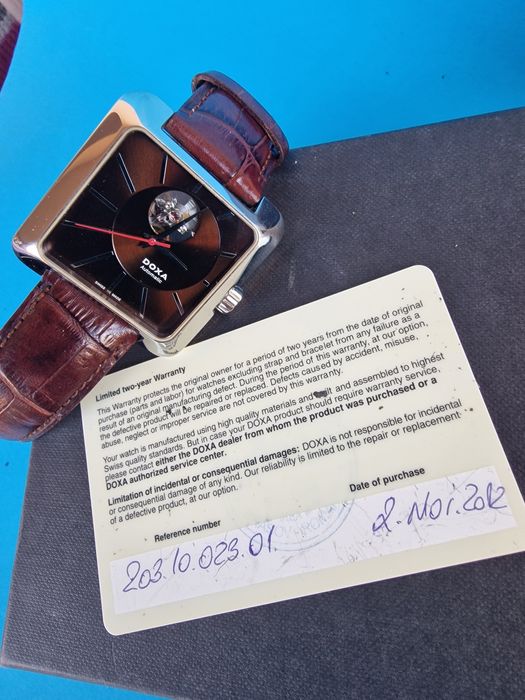 DOXA
Automatic
SWISS MADE
Limited two-year Warranty
This Warranty protects the original owner for a period of two years from the date of original
purchase (parts and labor) for watches excluding strap and bracelet from any failure as a
result of an original manufacturing defect. During the period of this warranty, at our option,
the defective product will be repaired or replaced. Defects caused by accident, misuse,
abuse, neglect or improper service are not covered by this warranty.
Your watch is manufactured using high quality materials and built and assembled to highest
Swiss quality standards. But in case your DOXA product should require warranty service,
please contact either the DOXA dealer from whom the product was purchased or a
DOXA authorized service center.
Limitation of incidental or consequential damages: DOXA is not responsible for incidental
or consequential damage of any kind. Our reliability is limited to the repair or replacement
of a defective product, at our option.
Reference number
Date of purchase
203.10.023.01.
2. Noi. 2012